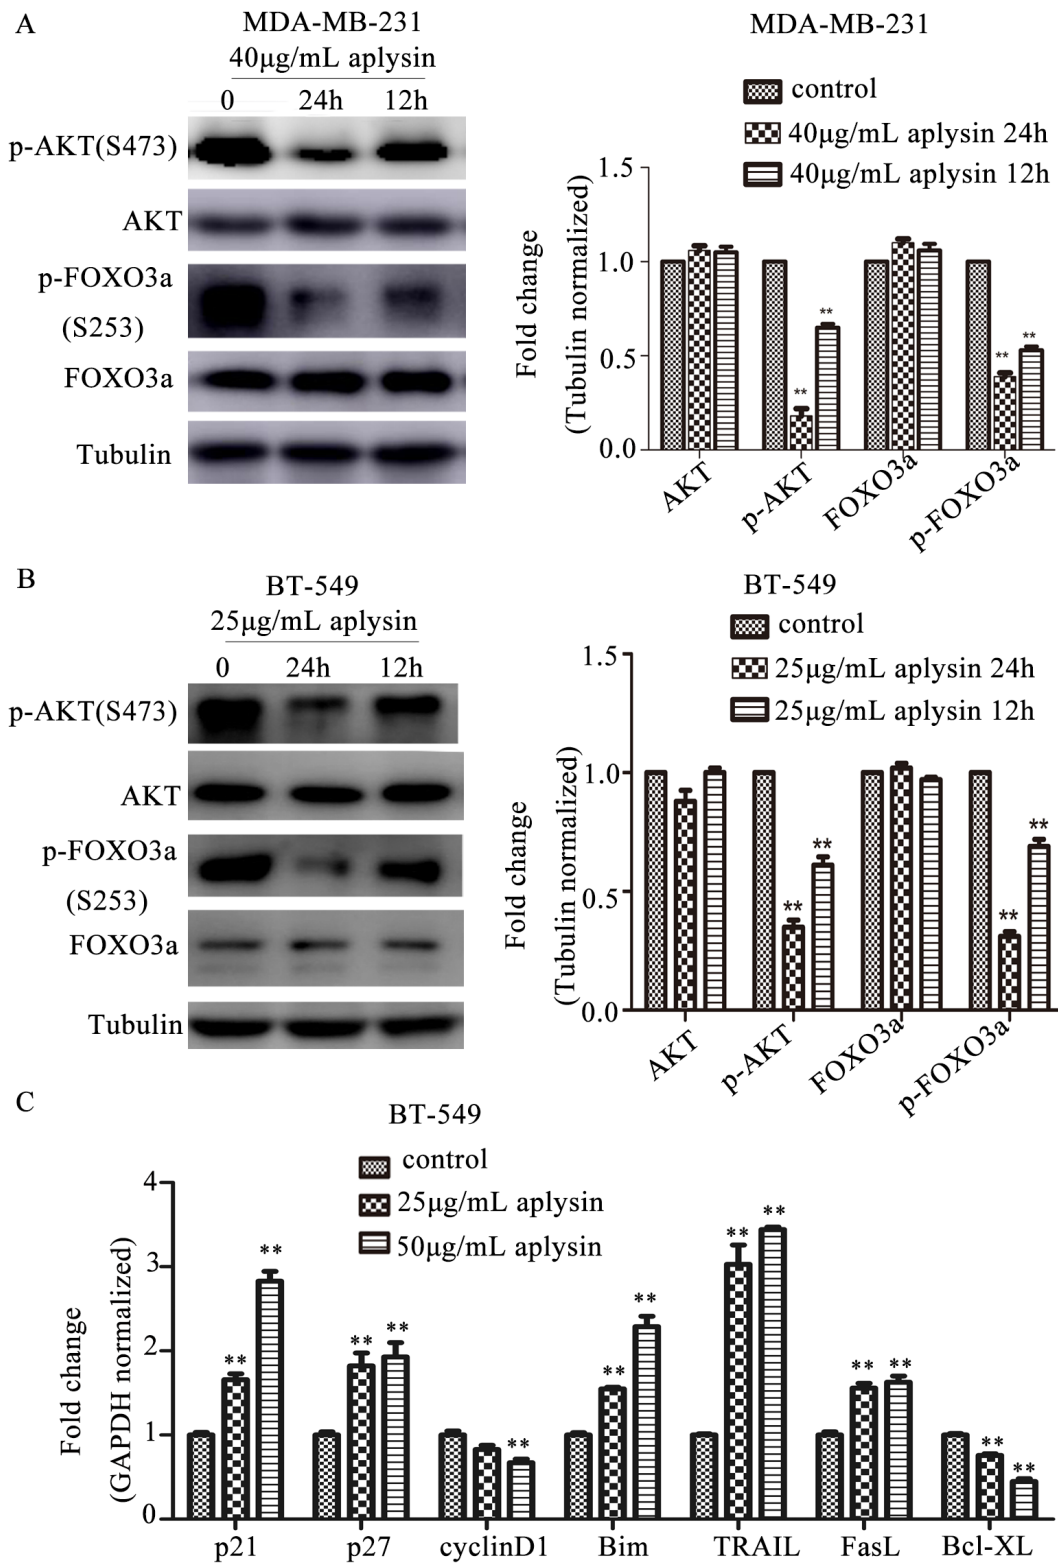 A
MDA-MB-231
40μg/mL aplysin
0 24h 12h
p-AKT(S473)
AKT
p-FOXO3a
(S253)
FOXO3a
Tubulin
MDA-MB-231
control
40μg/mL aplysin 24h
40μg/mL aplysin 12h
Fold change
(Tubulin normalized)
1.5
1.0
0.5
0.0
** ** ** **
AKT p-AKT FOXO3a p-FOXO3a
B
BT-549
25μg/mL aplysin
0 24h 12h
p-AKT(S473)
AKT
p-FOXO3a
(S253)
FOXO3a
Tubulin
BT-549
control
25μg/mL aplysin 24h
25μg/mL aplysin 12h
Fold change
(Tubulin normalized)
1.5
1.0
0.5
0.0
** ** ** **
AKT p-AKT FOXO3a p-FOXO3a
C
BT-549
control
25μg/mL aplysin
50μg/mL aplysin
Fold change
(GAPDH normalized)
4
3
2
1
0
** ** ** ** ** ** ** ** ** ** ** ** **
p21 p27 cyclinD1 Bim TRAIL FasL Bcl-XL